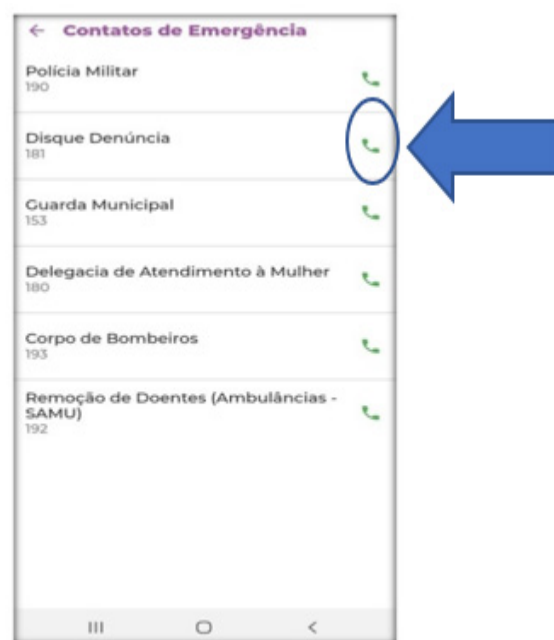 Contatos de Emergência
Polícia Militar
190
Disque Denúncia
181
Guarda Municipal
153
Delegacia de Atendimento à Mulher
180
Corpo de Bombeiros
193
Remoção de Doentes (Ambulâncias -
SAMU)
192